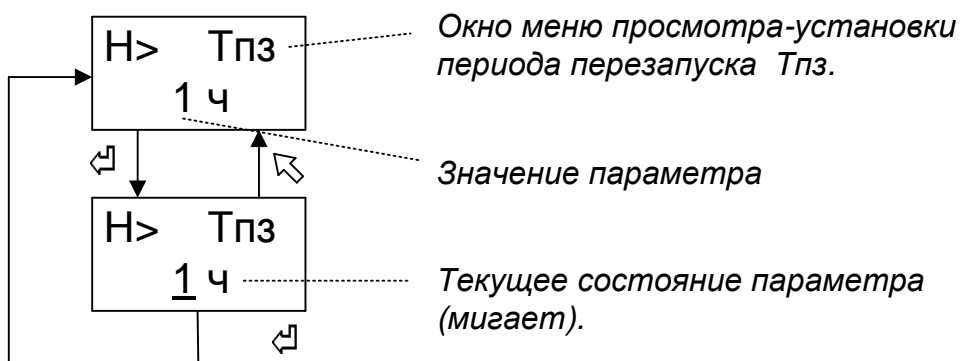 Н> Тпз
1 ч
Окно меню просмотра-установки
периода перезапуска Тпз.
Значение параметра
Н> Тпз
1 ч
Текущее состояние параметра
(мигает).